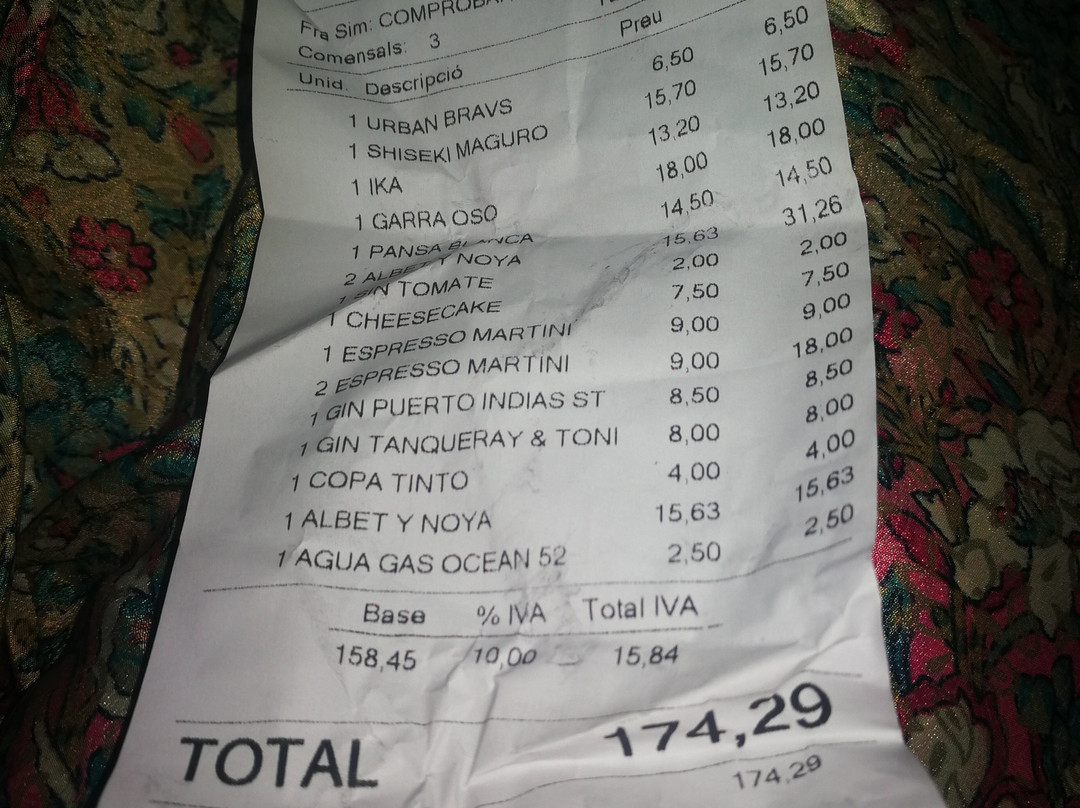 Fra Sim:
Comensals: 3
Unid. Descripció Preu
1 URBAN BRAVS 6,50 6,50
1 SHISEKI MAGURO 15,70 15,70
1 IKA 13,20 13,20
1 GARRA OSO 18,00 18,00
1 PANSA BLANCA 14,50 14,50
2 ALBET Y NOYA 15,63 31,26
1 SIN TOMATE 2,00 2,00
1 CHEESECAKE 7,50 7,50
1 ESPRESSO MARTINI 9,00 9,00
2 ESPRESSO MARTINI 9,00 18,00
1 GIN PUERTO INDIAS ST 8,50 8,50
1 GIN TANQUERAY & TONI 8,00 8,00
1 COPA TINTO 4,00 4,00
1 ALBET Y NOYA 15,63 15,63
1 AGUA GAS OCEAN 52 2,50 2,50
Base % IVA Total IVA
158,45 10,00 15,84
TOTAL 174,29
174,29